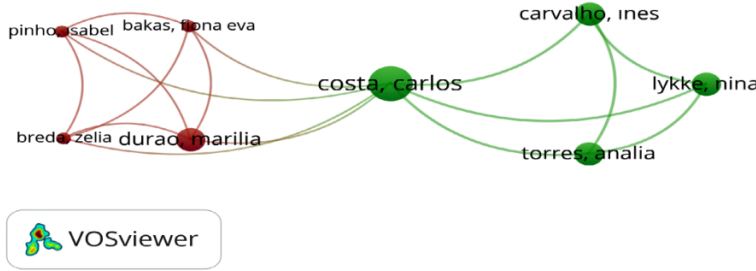 carvalho, ines
pinho, isabel
bakas, fiona eva
costa, carlos
lykke, nina
breda, zelia
durao, marilia
torres, analia
VOSviewer